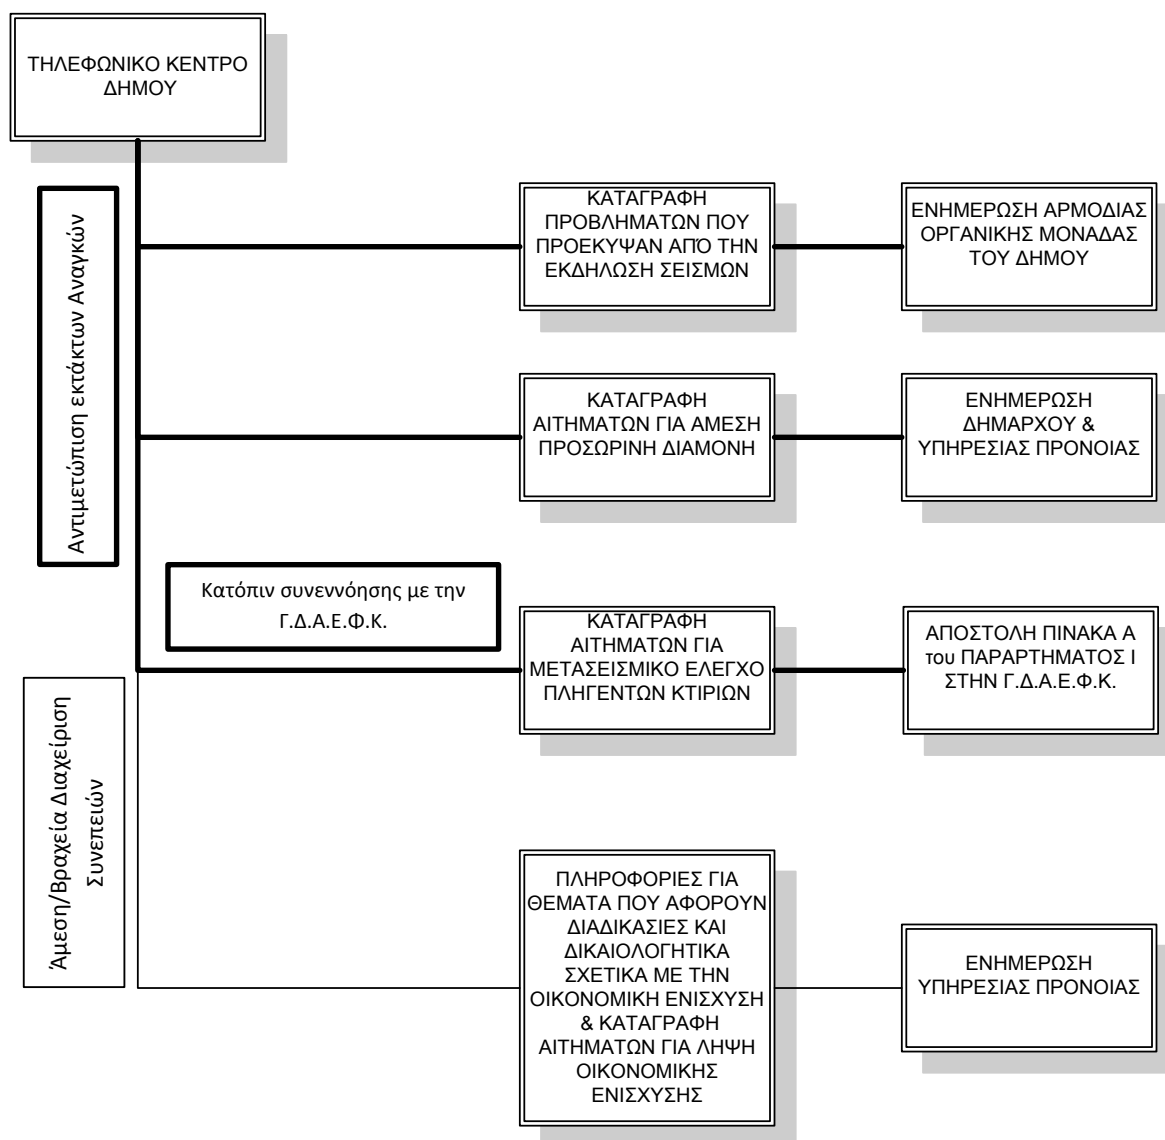 ΤΗΛΕΦΩΝΙΚΟ ΚΕΝΤΡΟ
ΔΗΜΟΥ
Αντιμετώπιση εκτάκτων Αναγκών
ΚΑΤΑΓΡΑΦΗ
ΠΡΟΒΛΗΜΑΤΩΝ ΠΟΥ
ΠΡΟΕΚΥΨΑΝ ΑΠΌ ΤΗΝ
ΕΚΔΗΛΩΣΗ ΣΕΙΣΜΩΝ
ΕΝΗΜΕΡΩΣΗ ΑΡΜΟΔΙΑΣ
ΟΡΓΑΝΙΚΗΣ ΜΟΝΑΔΑΣ
ΤΟΥ ΔΗΜΟΥ
ΚΑΤΑΓΡΑΦΗ
ΑΙΤΗΜΑΤΩΝ ΓΙΑ ΑΜΕΣΗ
ΠΡΟΣΩΡΙΝΗ ΔΙΑΜΟΝΗ
ΕΝΗΜΕΡΩΣΗ
ΔΗΜΑΡΧΟΥ &
ΥΠΗΡΕΣΙΑΣ ΠΡΟΝΟΙΑΣ
Κατόπιν συνεννόησης με την
Γ.Δ.Α.Ε.Φ.Κ.
ΚΑΤΑΓΡΑΦΗ
ΑΙΤΗΜΑΤΩΝ ΓΙΑ
ΜΕΤΑΣΕΙΣΜΙΚΟ ΕΛΕΓΧΟ
ΠΛΗΓΕΝΤΩΝ ΚΤΙΡΙΩΝ
ΑΠΟΣΤΟΛΗ ΠΙΝΑΚΑ Α
του ΠΑΡΑΡΤΗΜΑΤΟΣ Ι
ΣΤΗΝ Γ.Δ.Α.Ε.Φ.Κ.
Άμεση/Βραχεία Διαχείριση
Συνεπειών
ΠΛΗΡΟΦΟΡΙΕΣ ΓΙΑ
ΘΕΜΑΤΑ ΠΟΥ ΑΦΟΡΟΥΝ
ΔΙΑΔΙΚΑΣΙΕΣ ΚΑΙ
ΔΙΚΑΙΟΛΟΓΗΤΙΚΑ
ΣΧΕΤΙΚΑ ΜΕ ΤΗΝ
ΟΙΚΟΝΟΜΙΚΗ ΕΝΙΣΧΥΣΗ
& ΚΑΤΑΓΡΑΦΗ
ΑΙΤΗΜΑΤΩΝ ΓΙΑ ΛΗΨΗ
ΟΙΚΟΝΟΜΙΚΗΣ
ΕΝΙΣΧΥΣΗΣ
ΕΝΗΜΕΡΩΣΗ
ΥΠΗΡΕΣΙΑΣ ΠΡΟΝΟΙΑΣ